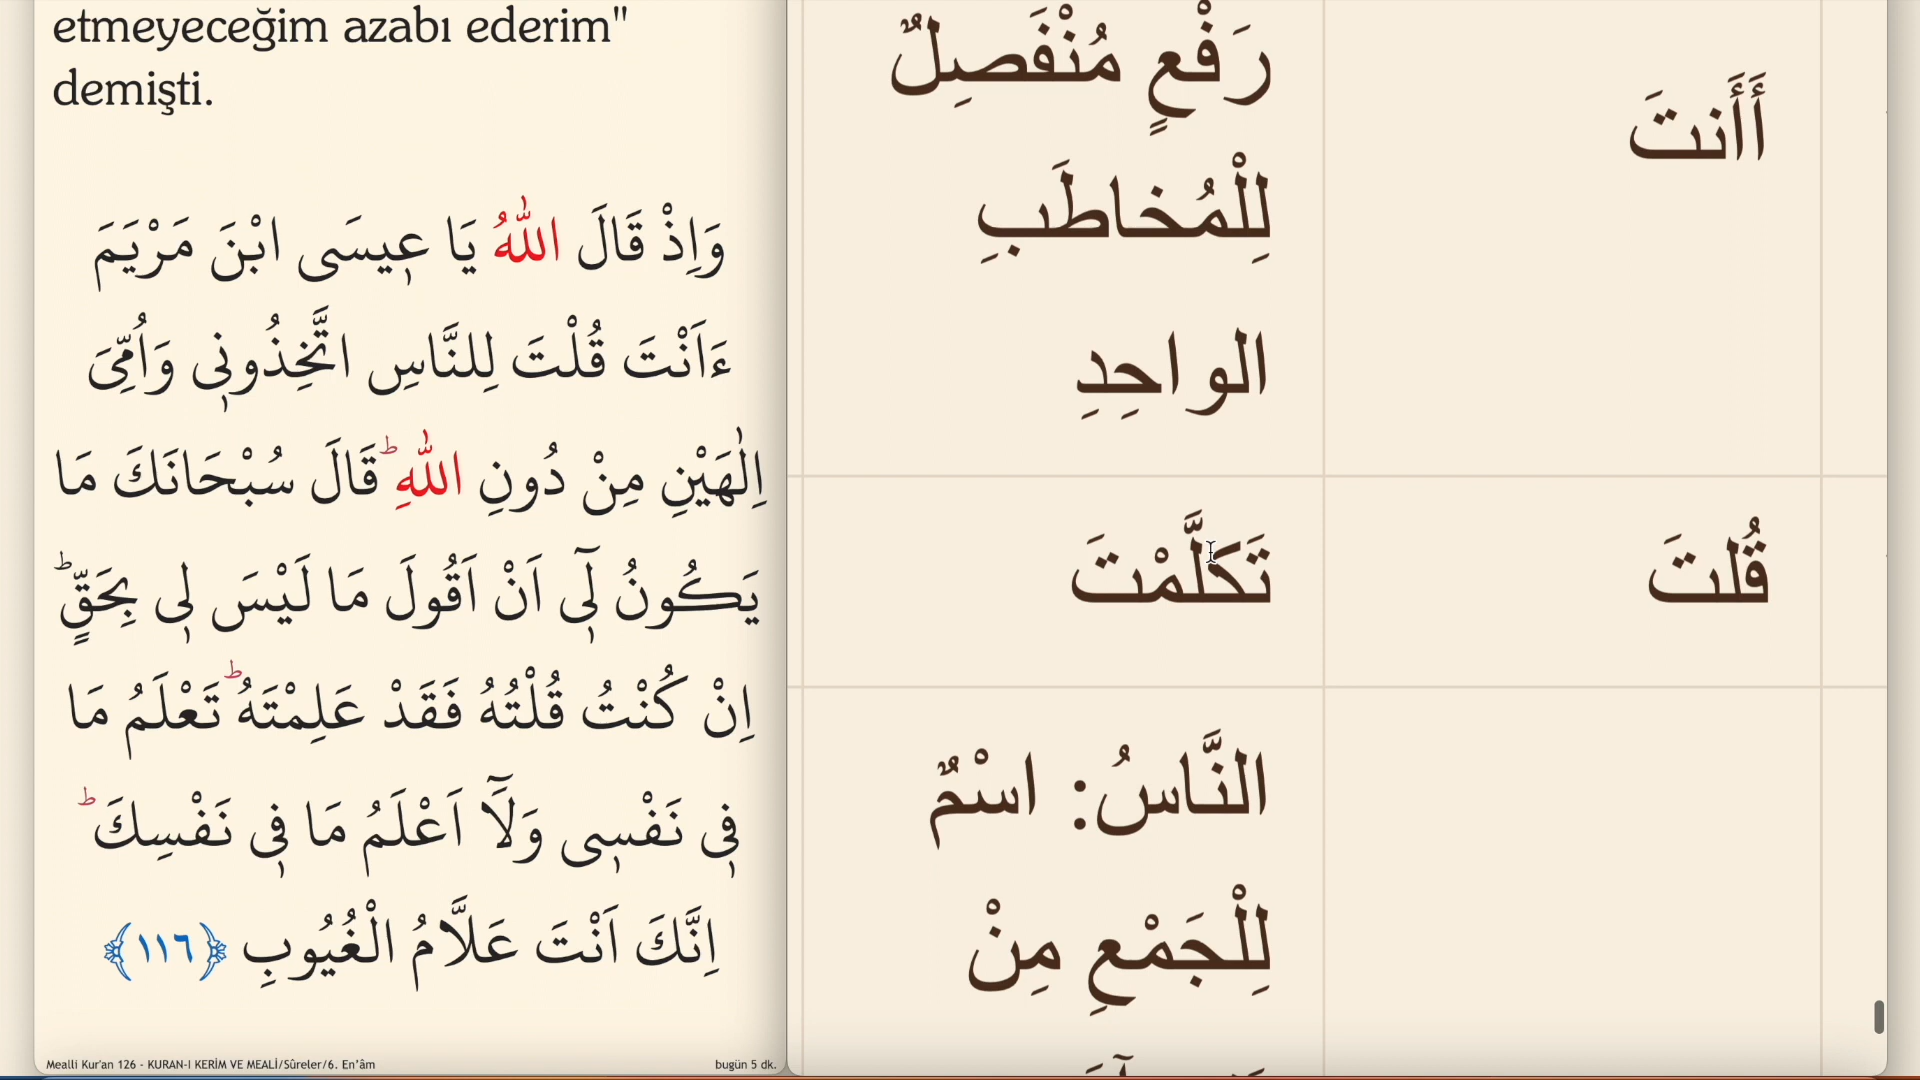 etmeyeceğim azabı ederim"
demişti.
وَاِذْ قَالَ اللّٰهُ يَا ع۪يسَى ابْنَ مَرْيَمَ
ءَاَنْتَ قُلْتَ لِلنَّاسِ اتَّخِذُون۪ي وَاُمِّيَ
اِلٰهَيْنِ مِنْ دُونِ اللّٰهِۜ قَالَ سُبْحَانَكَ مَا
يَكُونُ ل۪ٓي اَنْ اَقُولَ مَا لَيْسَ ل۪ي بِحَقٍّۜ
اِنْ كُنْتُ قُلْتُهُ فَقَدْ عَلِمْتَهُۜ تَعْلَمُ مَا
ف۪ي نَفْس۪ي وَلَٓا اَعْلَمُ مَا ف۪ي نَفْسِكَۜ
اِنَّكَ اَنْتَ عَلَّامُ الْغُيُوبِ ﴿١١٦﴾
Mealli Kur'an 126 - KURAN-I KERİM VE MEALİ/Sûreler/6. En'âm
bugün 5 dk.
أَأَنتَ
رَفْعٍ مُنْفَصِلٌ
لِلْمُخاطَبِ
الواحِدِ
قُلتَ
تَكَلَّمْتَ
النَّاسُ: اسْمٌ
لِلْجَمْعِ مِنْ